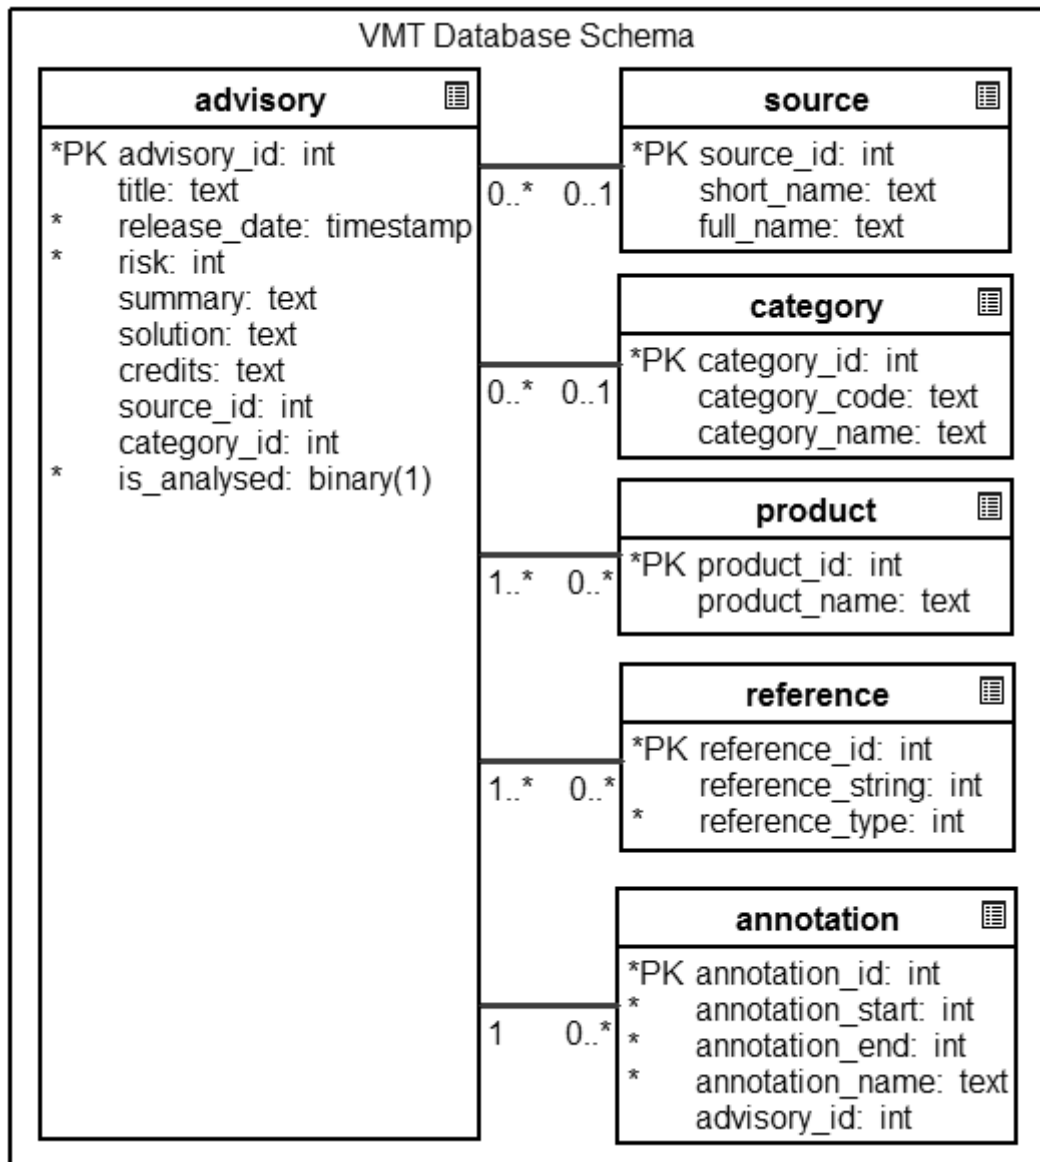 VMT Database Schema
advisory
*PK advisory_id: int
title: text
* release_date: timestamp
* risk: int
summary: text
solution: text
credits: text
source_id: int
category_id: int
* is_analysed: binary(1)
0..* 0..1
source
*PK source_id: int
short_name: text
full_name: text
0..* 0..1
category
*PK category_id: int
category_code: text
category_name: text
1..* 0..*
product
*PK product_id: int
product_name: text
1..* 0..*
reference
*PK reference_id: int
reference_string: int
* reference_type: int
1 0..*
annotation
*PK annotation_id: int
* annotation_start: int
* annotation_end: int
* annotation_name: text
advisory_id: int